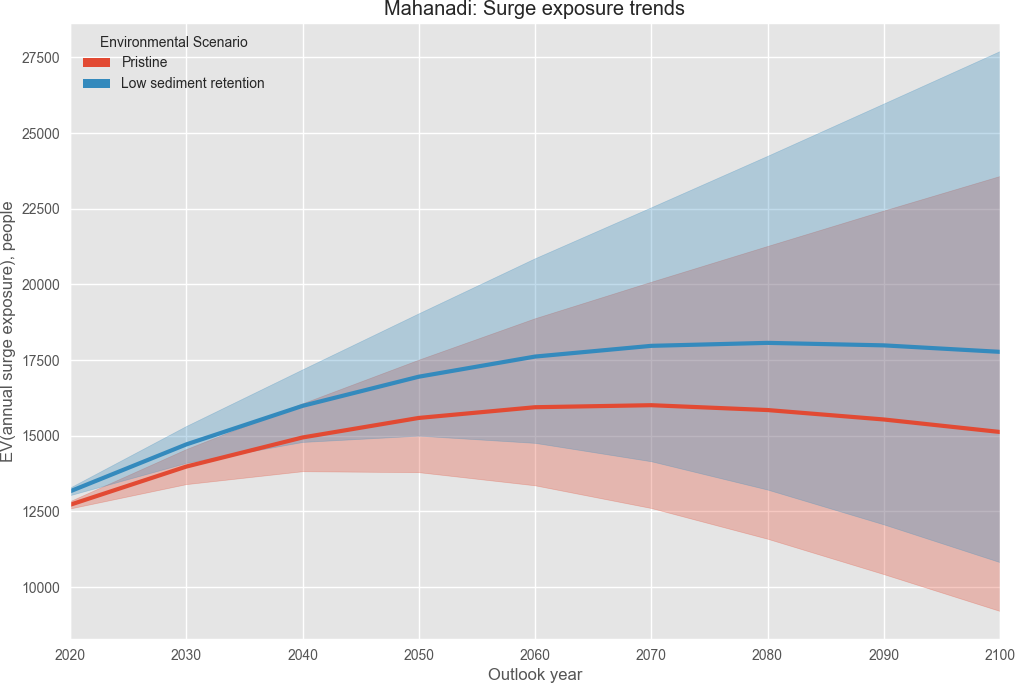 Mahanadi: Surge exposure trends
Environmental Scenario
Pristine
Low sediment retention
EV(annual surge exposure), people
27500
25000
22500
20000
17500
15000
12500
10000
2020 2030 2040 2050 2060 2070 2080 2090 2100
Outlook year